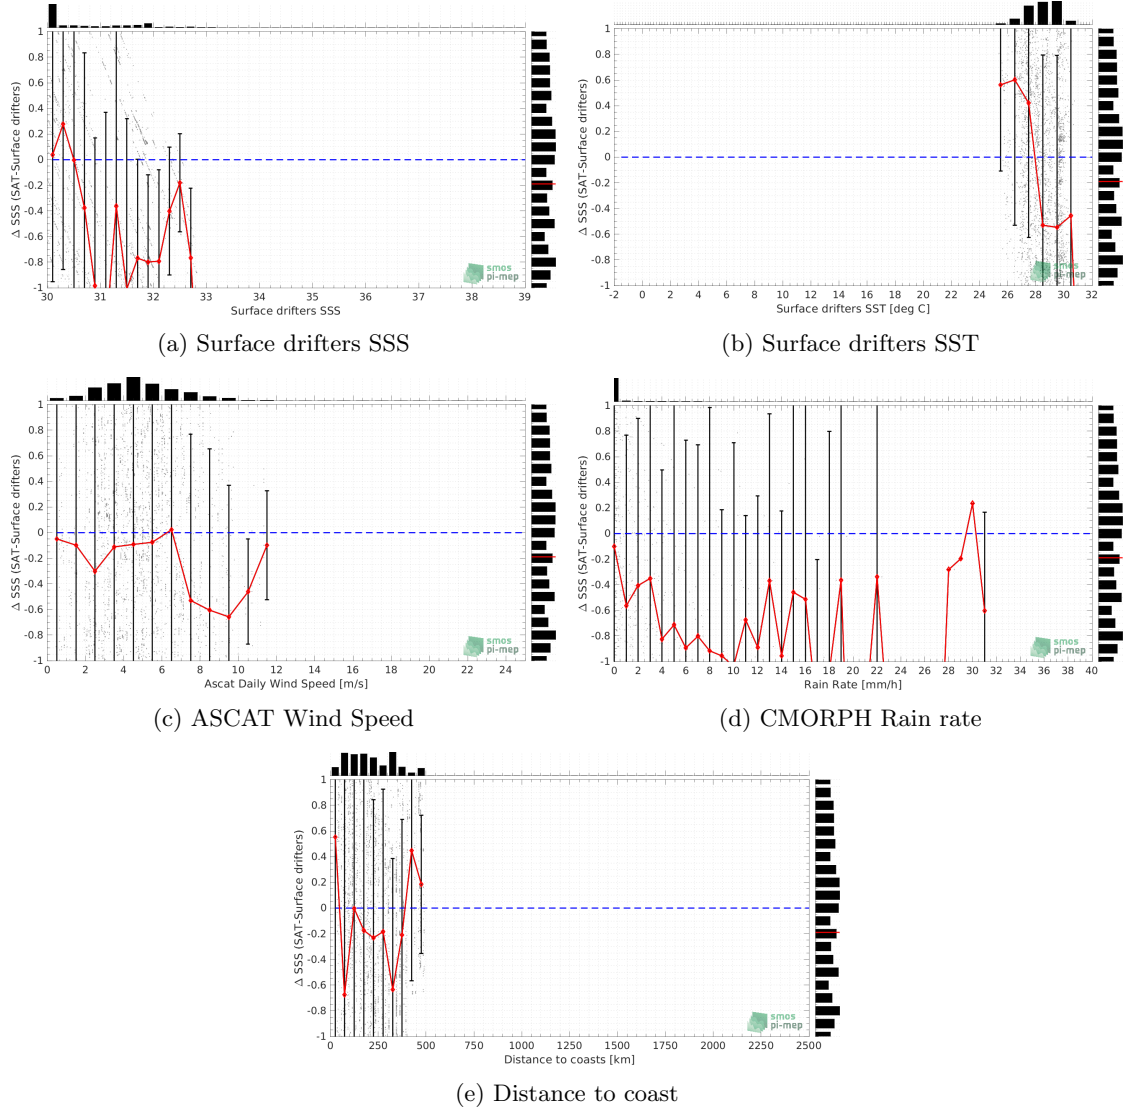 1
0.8
0.6
0.4
0.2
0
-0.2
-0.4
-0.6
-0.8
-1
Δ SSS (SAT-Surface drifters)
30 31 32 33 34 35 36 37 38 39
Surface drifters SSS
smos
pi-mep
(a) Surface drifters SSS
1
0.8
0.6
0.4
0.2
0
-0.2
-0.4
-0.6
-0.8
-1
Δ SSS (SAT-Surface drifters)
-2 0 2 4 6 8 10 12 14 16 18 20 22 24 26 28 30 32
Surface drifters SST [deg C]
smos
pi-mep
(b) Surface drifters SST
1
0.8
0.6
0.4
0.2
0
-0.2
-0.4
-0.6
-0.8
-1
Δ SSS (SAT-Surface drifters)
0 2 4 6 8 10 12 14 16 18 20 22 24
Ascat Daily Wind Speed [m/s]
smos
pi-mep
(c) ASCAT Wind Speed
1
0.8
0.6
0.4
0.2
0
-0.2
-0.4
-0.6
-0.8
-1
Δ SSS (SAT-Surface drifters)
0 2 4 6 8 10 12 14 16 18 20 22 24 26 28 30 32 34 36 38 40
Rain Rate [mm/h]
smos
pi-mep
(d) CMORPH Rain rate
1
0.8
0.6
0.4
0.2
0
-0.2
-0.4
-0.6
-0.8
-1
Δ SSS (SAT-Surface drifters)
0 250 500 750 1000 1250 1500 1750 2000 2250 2500
Distance to coasts [km]
smos
pi-mep
(e) Distance to coast